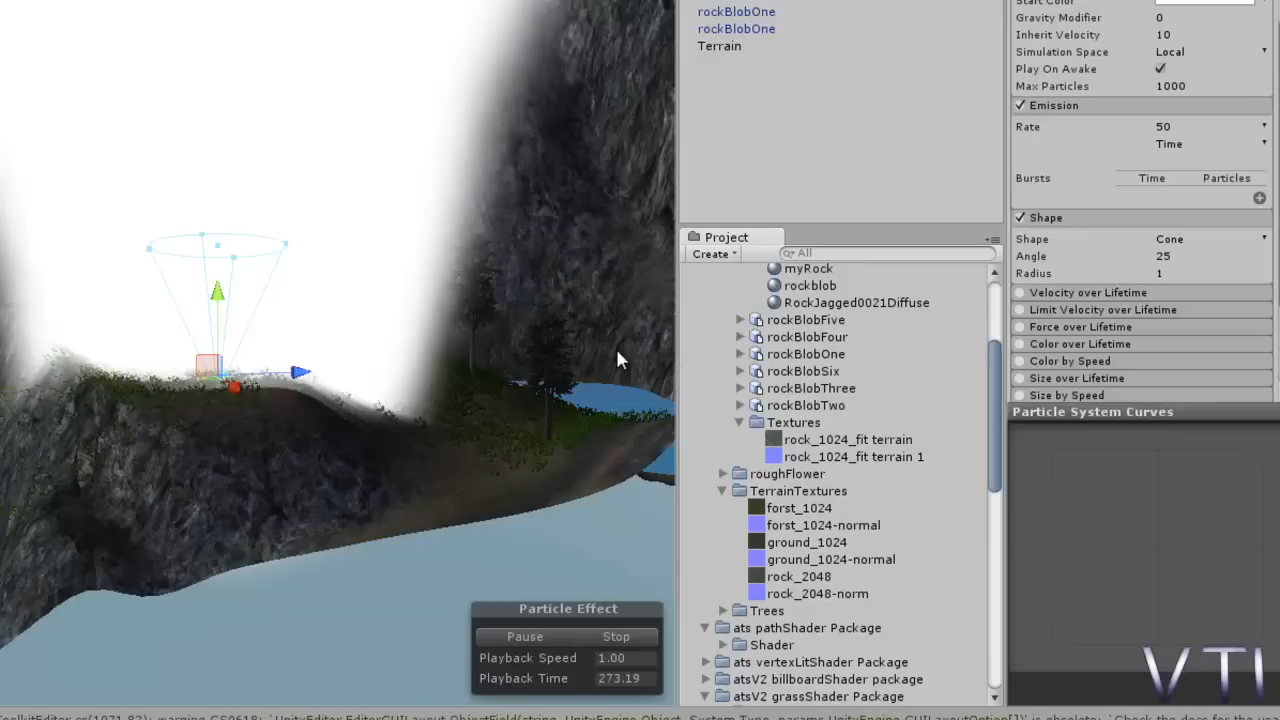 rockBlobOne
rockBlobOne
Terrain
Project
Create
All
myRock
rockblob
RockJagged0021Diffuse
rockBlobFive
rockBlobFour
rockBlobOne
rockBlobSix
rockBlobThree
rockBlobTwo
Textures
rock_1024_fit terrain
rock_1024_fit terrain 1
roughFlower
TerrainTextures
forst_1024
forst_1024-normal
ground_1024
ground_1024-normal
rock_2048
rock_2048-norm
Trees
ats pathShader Package
Shader
ats vertexLitShader Package
atsV2 billboardShader package
atsV2 grassShader Package
Gravity Modifier 0
Inherit Velocity 10
Simulation Space Local
Play On Awake
Max Particles 1000
Emission
Rate 50
Time
Bursts Time Particles
Shape
Shape Cone
Angle 25
Radius 1
Velocity over Lifetime
Limit Velocity over Lifetime
Force over Lifetime
Color over Lifetime
Color by Speed
Size over Lifetime
Size by Speed
Particle System Curves
VTI
Particle Effect
Pause Stop
Playback Speed 1.00
Playback Time 273.19